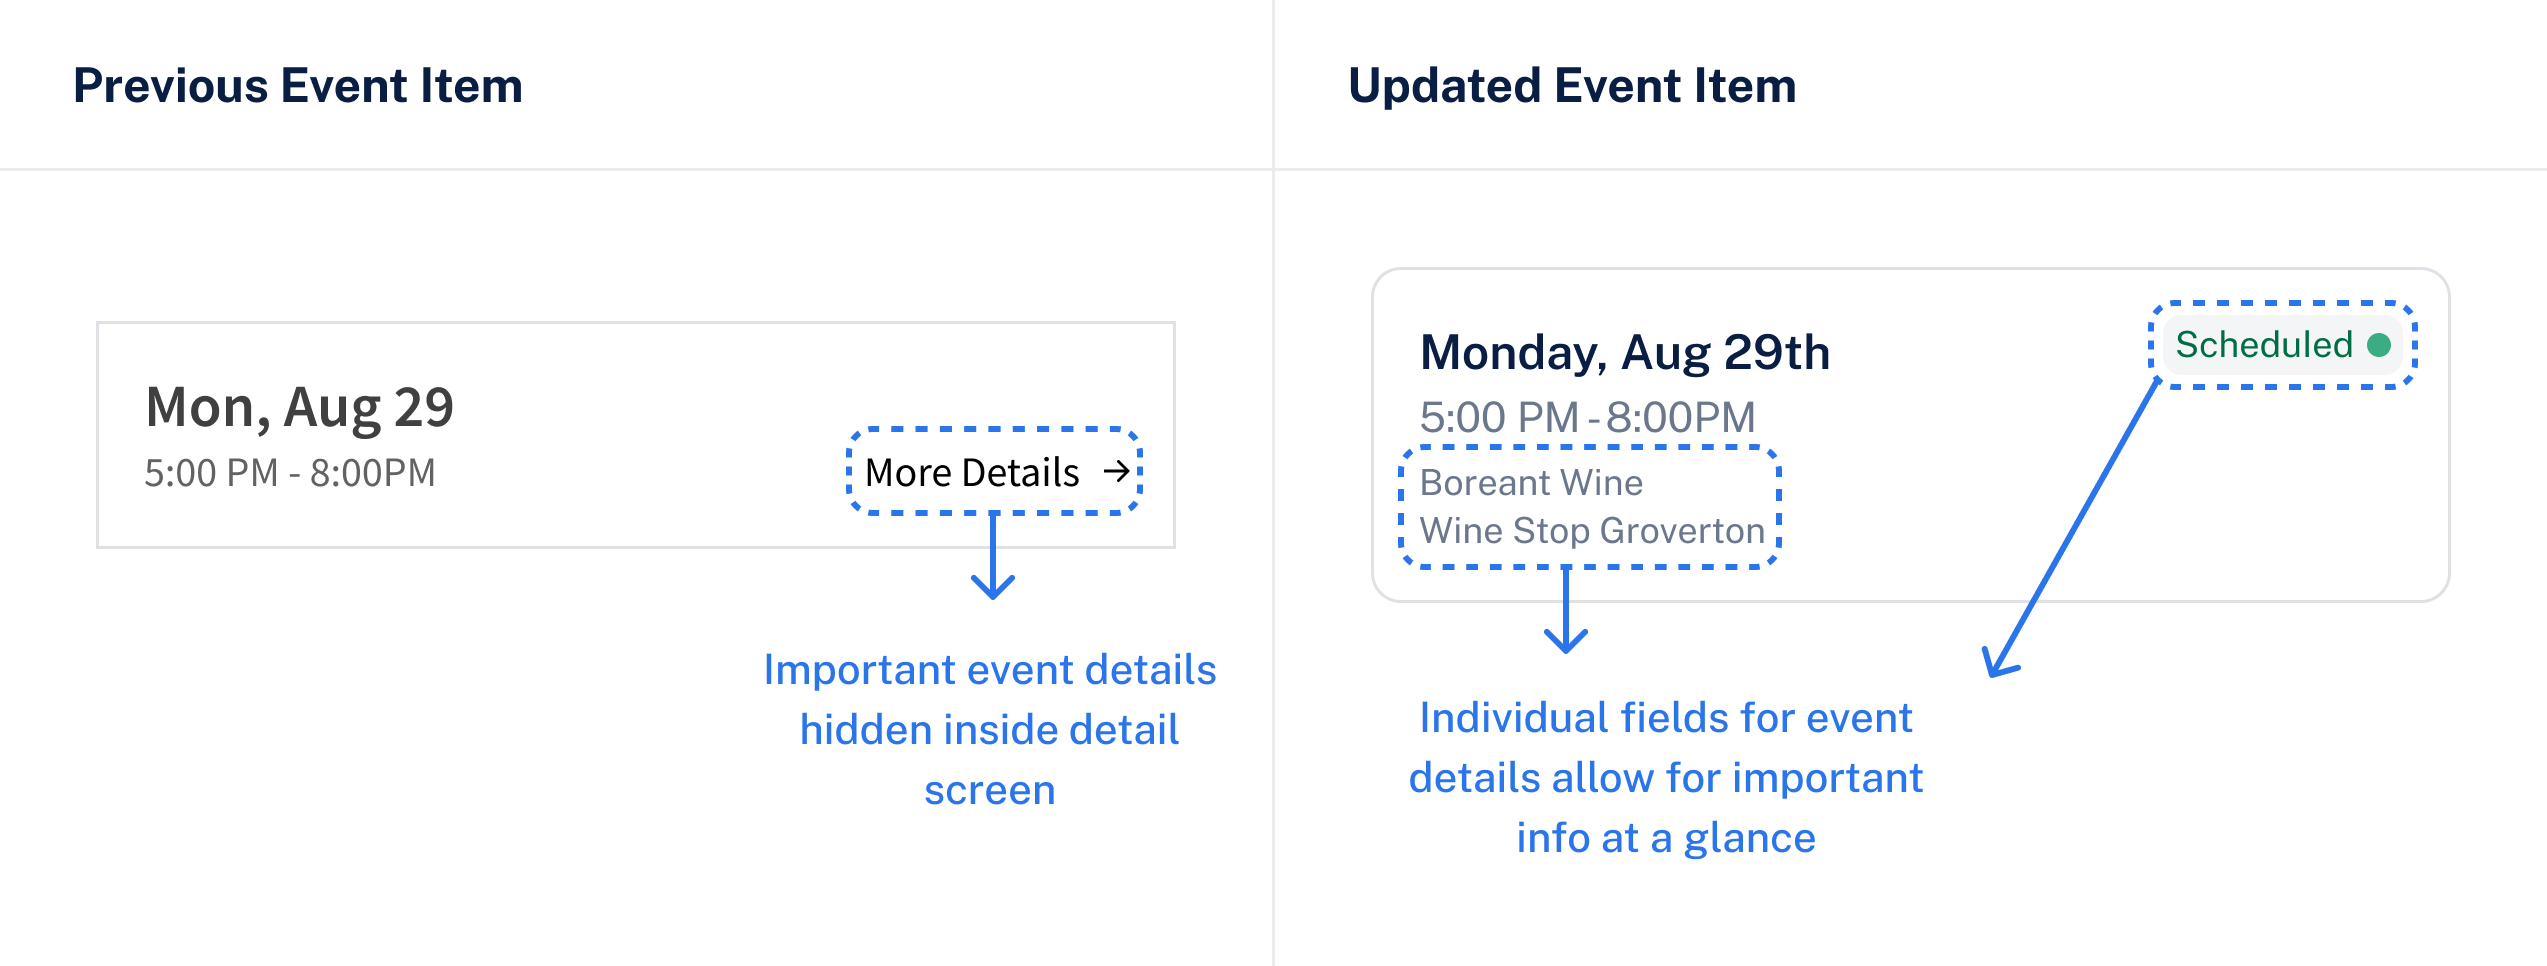 Previous Event Item
Mon, Aug 29
5:00 PM - 8:00PM
More Details →
Important event details
hidden inside detail
screen
Updated Event Item
Monday, Aug 29th
5:00 PM - 8:00PM
Boreant Wine
Wine Stop Groverton
Scheduled
Individual fields for event
details allow for important
info at a glance